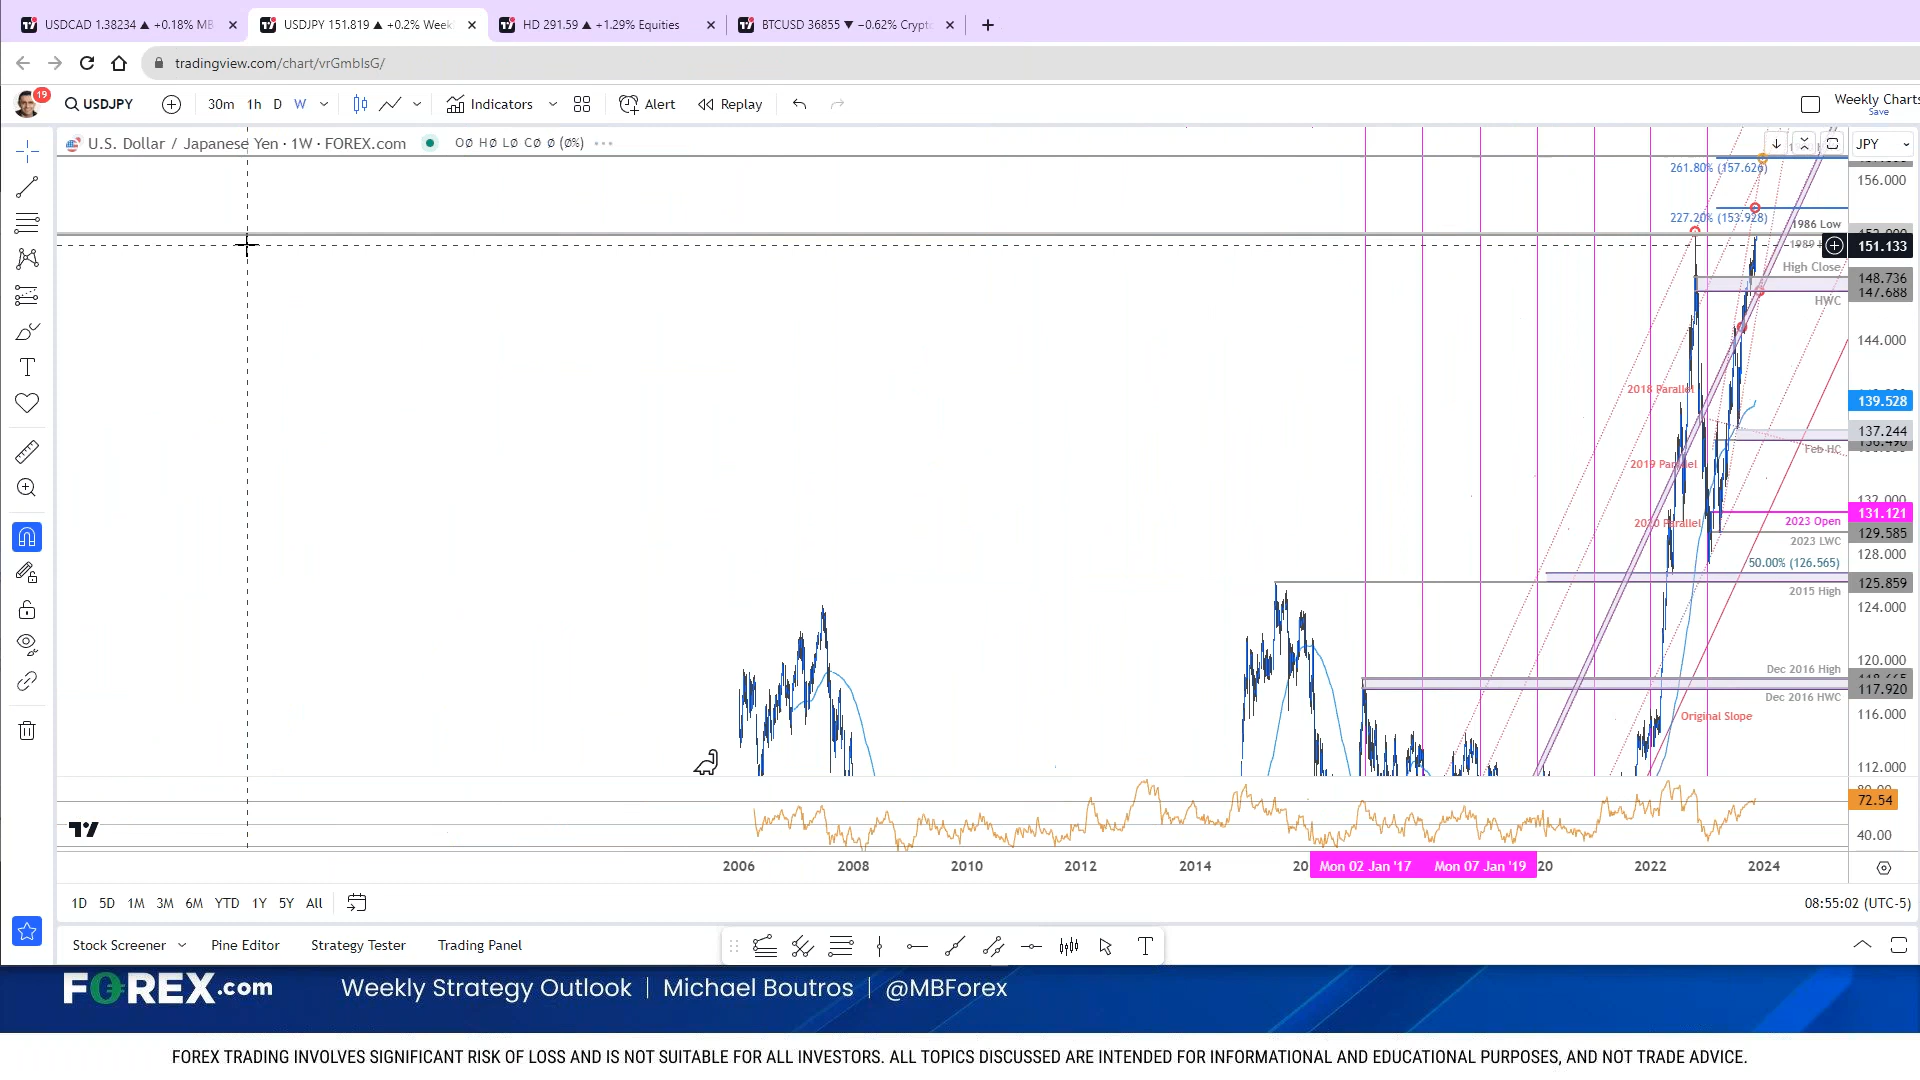 USDCAD 1.38234 ▲ +0.18% MB
USDJPY 151.819 ▲ +0.2% Week
HD 291.59 ▲ +1.29% Equities
BTCUSD 36855 ▼ −0.62% Crypt
tradingview.com/chart/vrGmbIsG/
19
USDJPY
30m 1h D W
Indicators
Alert
Replay
Weekly Charts
Save
U.S. Dollar / Japanese Yen · 1W · FOREX.com
O∅ H∅ L∅ C∅ ∅ (∅%)
JPY
261.80% (157.626)
156.000
227.20% (153.928)
1986 Low
151.133
High Close
148.736
147.688
HWC
144.000
2018 Parallel
139.528
137.244
Feb HC
2019 Parallel
132.000
131.121
2020 Parallel
2023 Open
129.585
2023 LWC
128.000
50.00% (126.565)
125.859
2015 High
124.000
120.000
Dec 2016 High
117.920
Dec 2016 HWC
116.000
Original Slope
112.000
72.54
40.00
2006 2008 2010 2012 2014 20 Mon 02 Jan '17 Mon 07 Jan '19 20 2022 2024
1D 5D 1M 3M 6M YTD 1Y 5Y All
08:55:02 (UTC-5)
Stock Screener Pine Editor Strategy Tester Trading Panel
FOREX.com
Weekly Strategy Outlook | Michael Boutros | @MBForex
FOREX TRADING INVOLVES SIGNIFICANT RISK OF LOSS AND IS NOT SUITABLE FOR ALL INVESTORS. ALL TOPICS DISCUSSED ARE INTENDED FOR INFORMATIONAL AND EDUCATIONAL PURPOSES, AND NOT TRADE ADVICE.